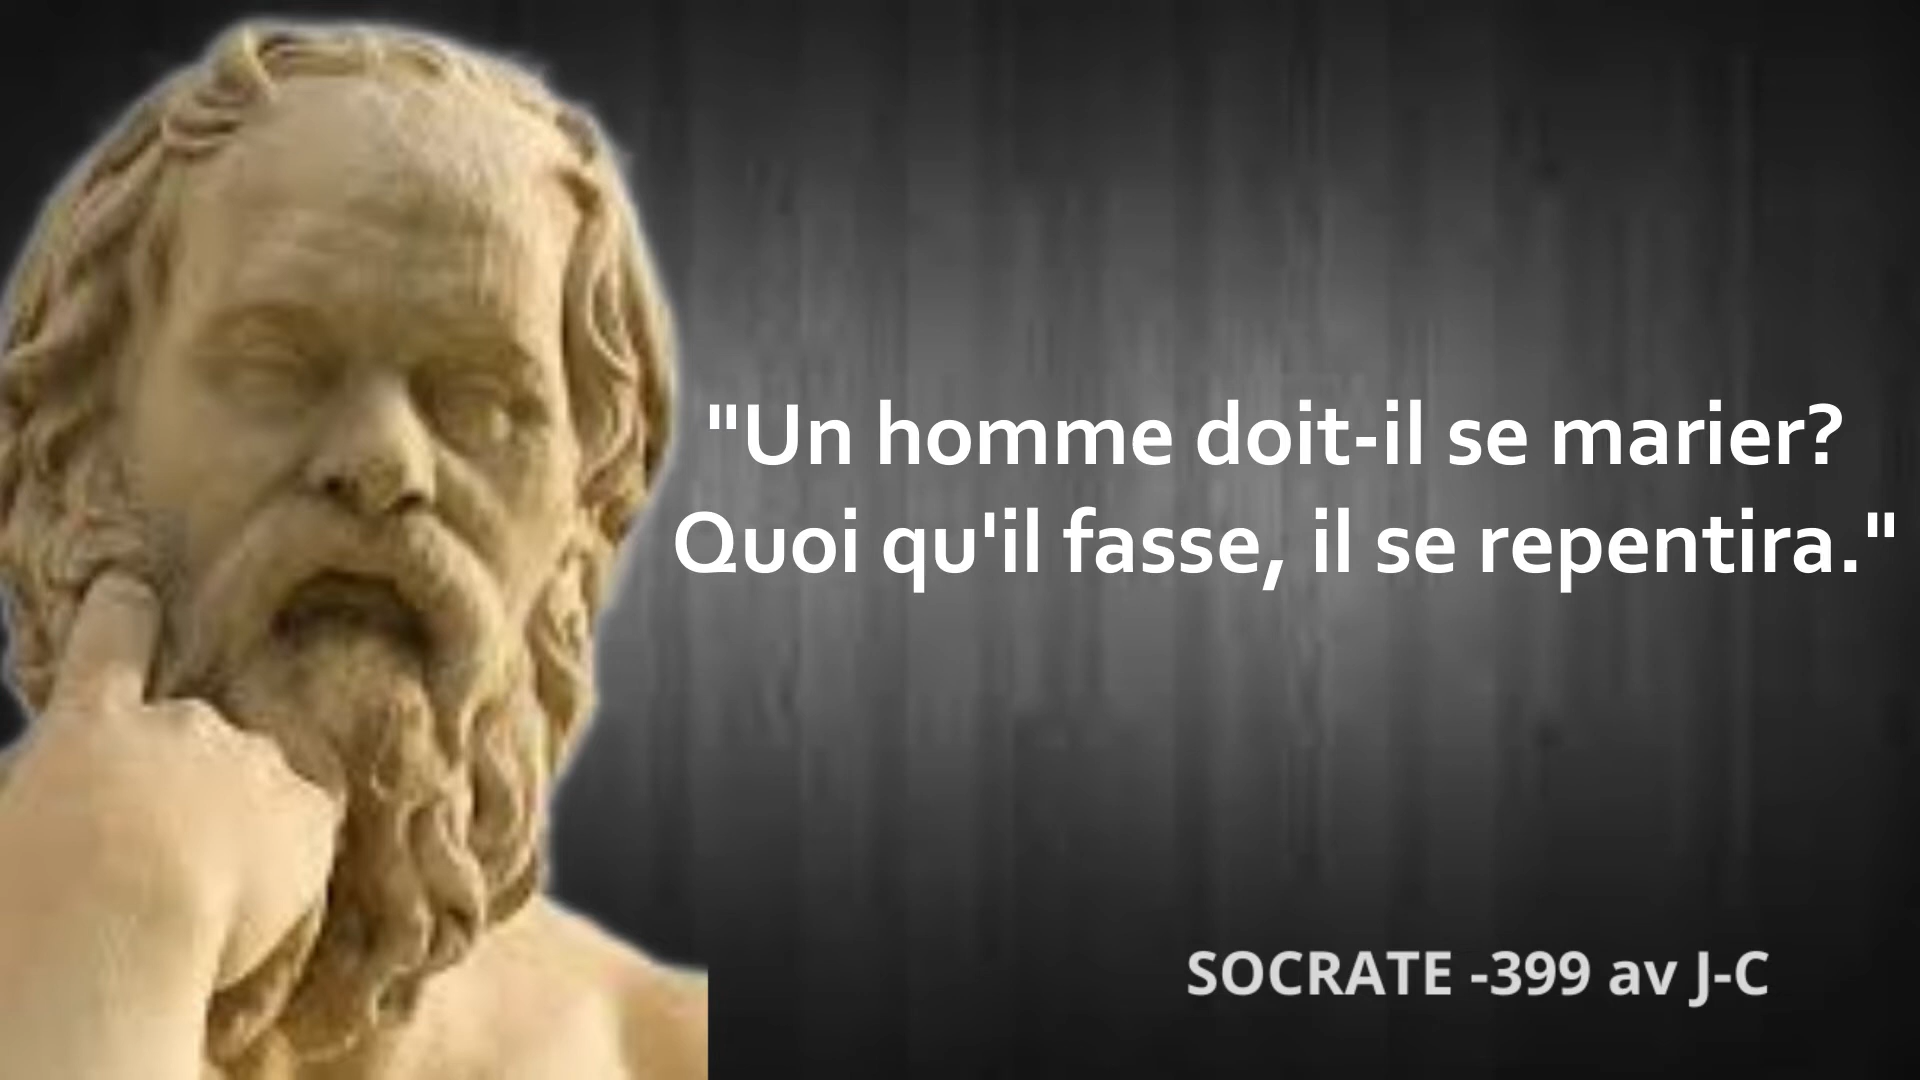 "Un homme doit-il se marier?
Quoi qu'il fasse, il se repentira."
SOCRATE -399 av J-C